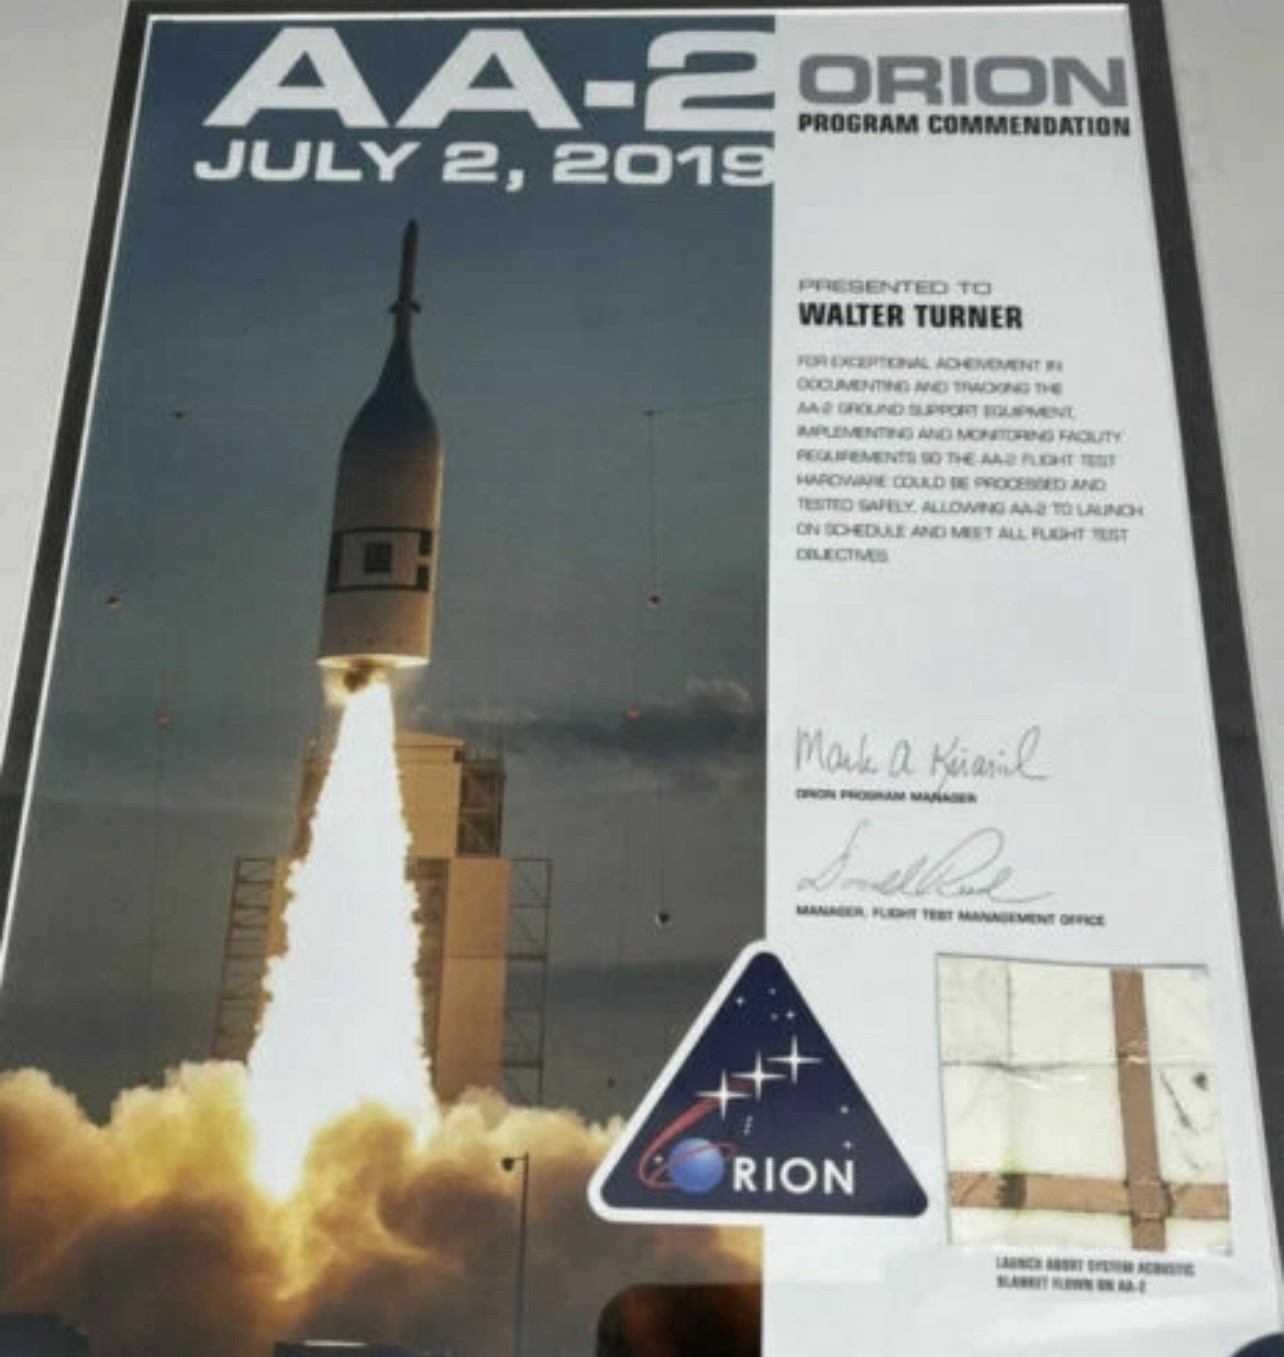 AA-2
JULY 2, 2019
ORION
PROGRAM COMMENDATION
PRESENTED TO
WALTER TURNER
FOR EXCEPTIONAL ACHIEVEMENT IN
DOCUMENTING AND TRACKING THE
AA-2 GROUND SUPPORT EQUIPMENT,
IMPLEMENTING AND MONITORING FACILITY
REQUIREMENTS SO THE AA-2 FLIGHT TEST
HARDWARE COULD BE PROCESSED AND
TESTED SAFELY, ALLOWING AA-2 TO LAUNCH
ON SCHEDULE AND MEET ALL FLIGHT TEST
OBJECTIVES
Mark A
ORION PROGRAM MANAGER
MANAGER, FLIGHT TEST MANAGEMENT OFFICE
ORION
LAUNCH ABORT SYSTEM ACOUSTIC
BLANKET FLOWN ON AA-2